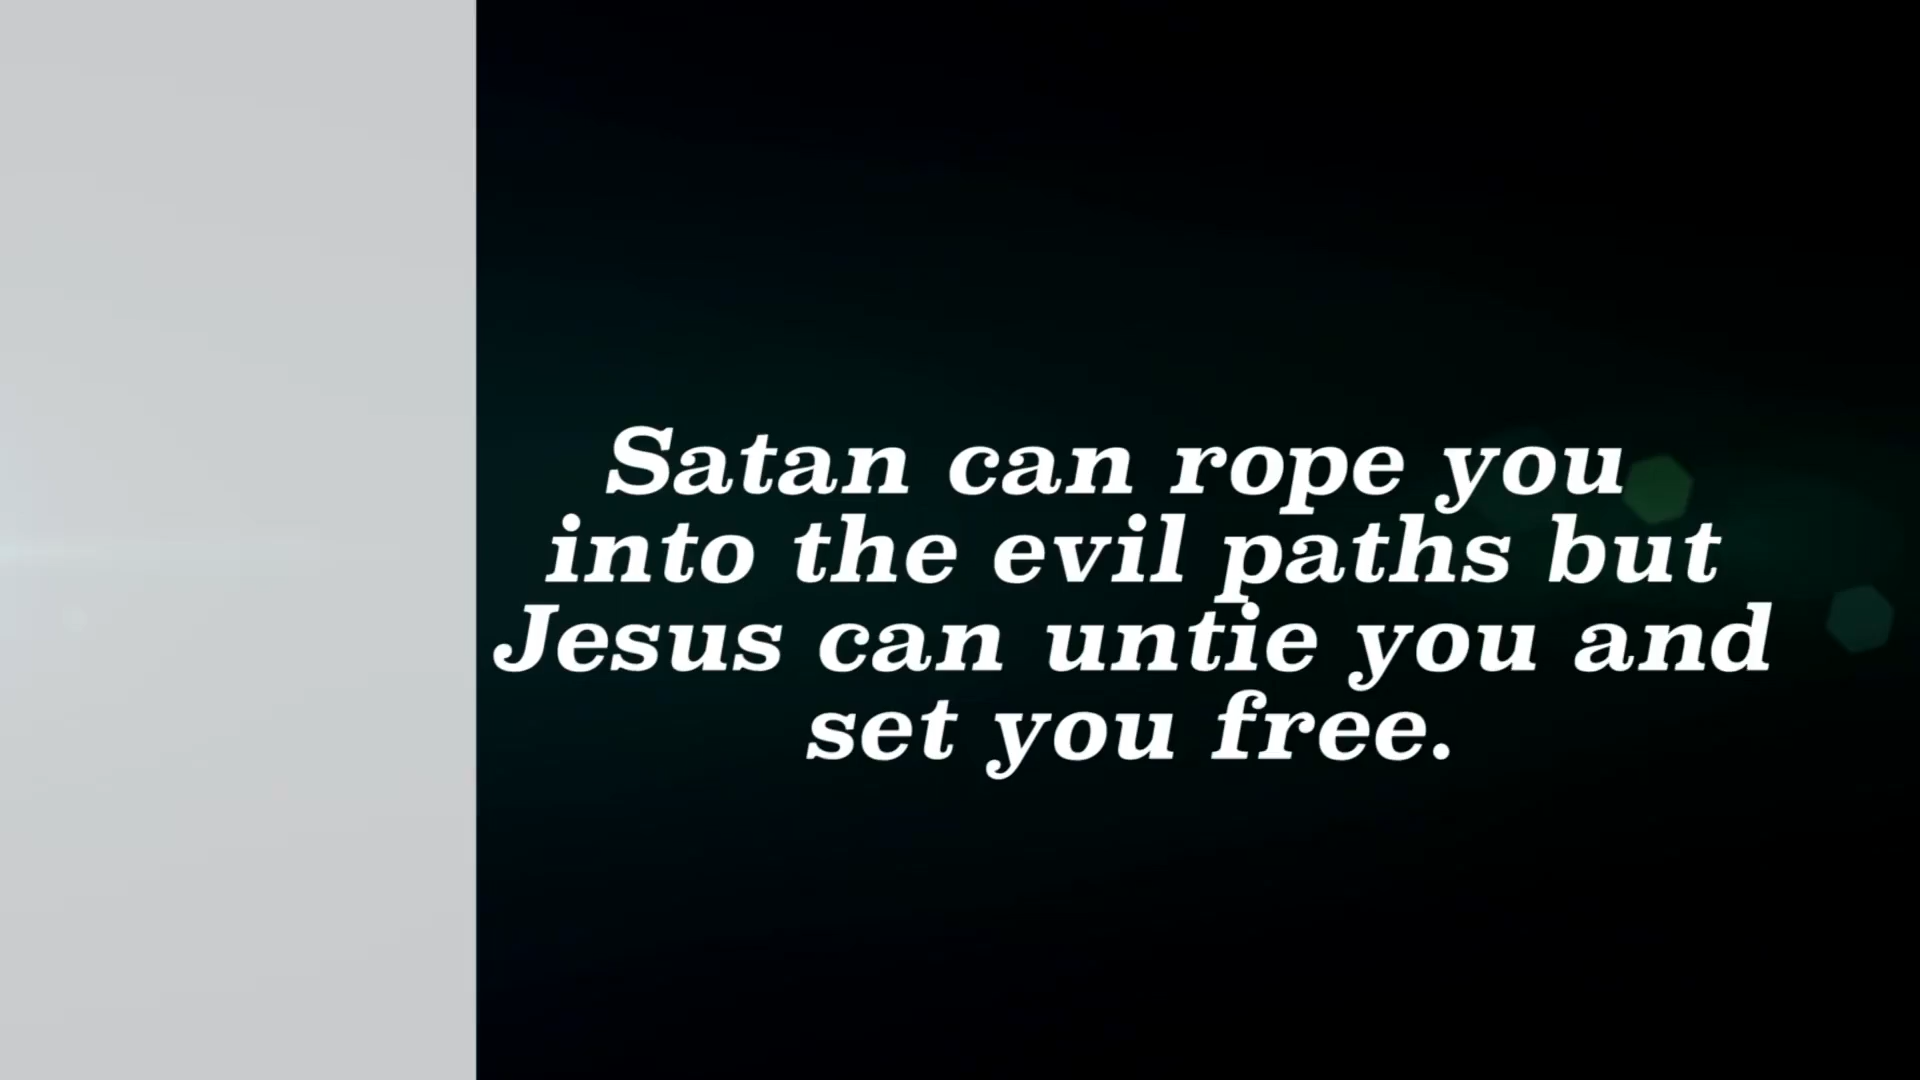 Satan can rope you
into the evil paths but
Jesus can untie you and
set you free.